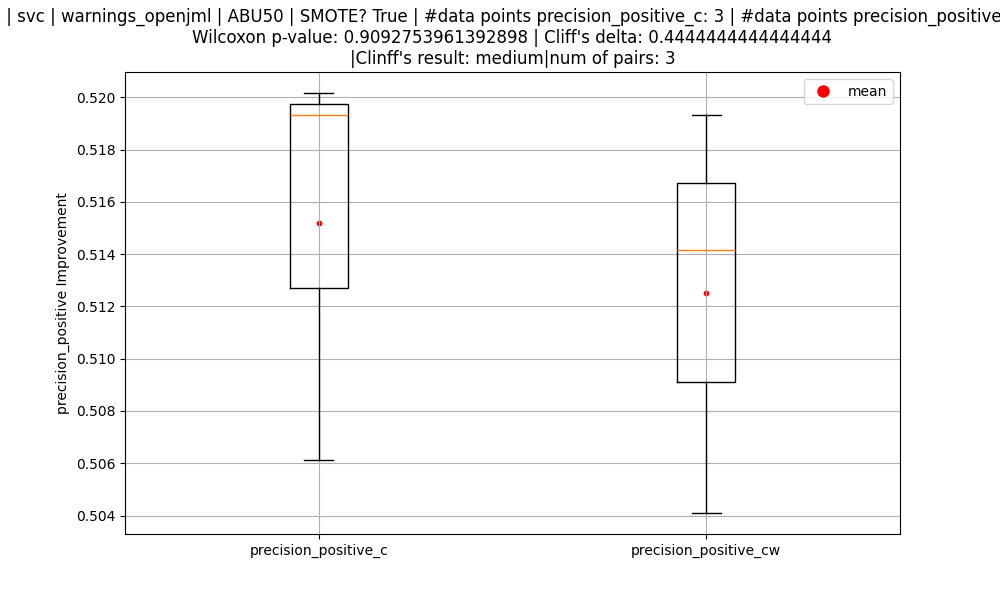 | svc | warnings_openjml | ABU50 | SMOTE? True | #data points precision_positive_c: 3 | #data points precision_positive
Wilcoxon p-value: 0.9092753961392898 | Cliff's delta: 0.4444444444444444
|Clinff's result: medium|num of pairs: 3
mean
0.520
0.518
0.516
0.514
0.512
0.510
0.508
0.506
0.504
precision_positive Improvement
precision_positive_c
precision_positive_cw